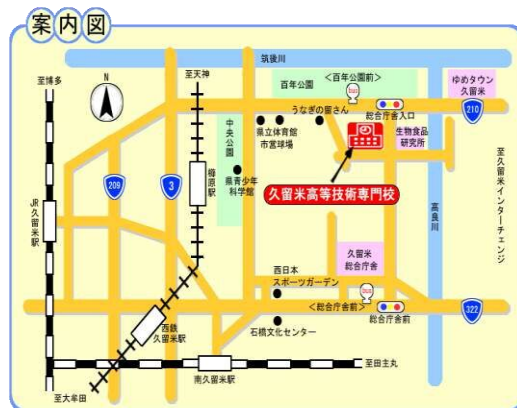 案内図
筑後川
至博多
N
至天神
百年公園
＜百年公園前＞
ゆめタウン
久留米
うなぎの留さん
総合庁舎入口
210
中央公園
県立体育館
市営球場
生物食品
研究所
209
3
櫛原駅
県青少年
科学館
久留米高等技術専門校
JR久留米駅
至久留米インターチェンジ
高良川
久留米
総合庁舎
西日本
スポーツガーデン
＜総合庁舎前＞
総合庁舎前
322
西鉄
久留米駅
石橋文化センター
至大牟田
南久留米駅
至田主丸